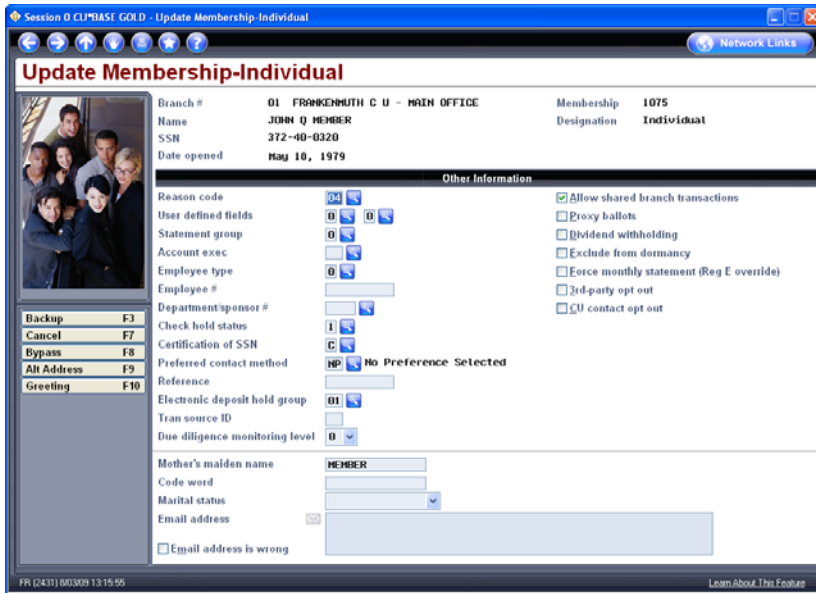 Session 0 CU*BASE GOLD - Update Membership-Individual
Network Links
Update Membership-Individual
Branch # 01 FRANKENMUTH C U - MAIN OFFICE Membership 1075
Name JOHN Q MEMBER Designation Individual
SSN 372-40-0320
Date opened May 10, 1979
Other Information
Reason code 04 Allow shared branch transactions
User defined fields 0 0 Proxy ballots
Statement group 0 Dividend withholding
Account exec Exclude from dormancy
Employee type 0 Force monthly statement (Reg E override)
Employee # 3rd-party opt out
Department/sponsor # CU contact opt out
Check hold status 1
Certification of SSN C
Preferred contact method NP No Preference Selected
Reference
Electronic deposit hold group 01
Tran source ID
Due diligence monitoring level 0
Mother's maiden name MEMBER
Code word
Marital status
Email address
Email address is wrong
Backup F3
Cancel F7
Bypass F8
Alt Address F9
Greeting F10
FR (2431) 8/03/09 13:15:55 Learn About This Feature